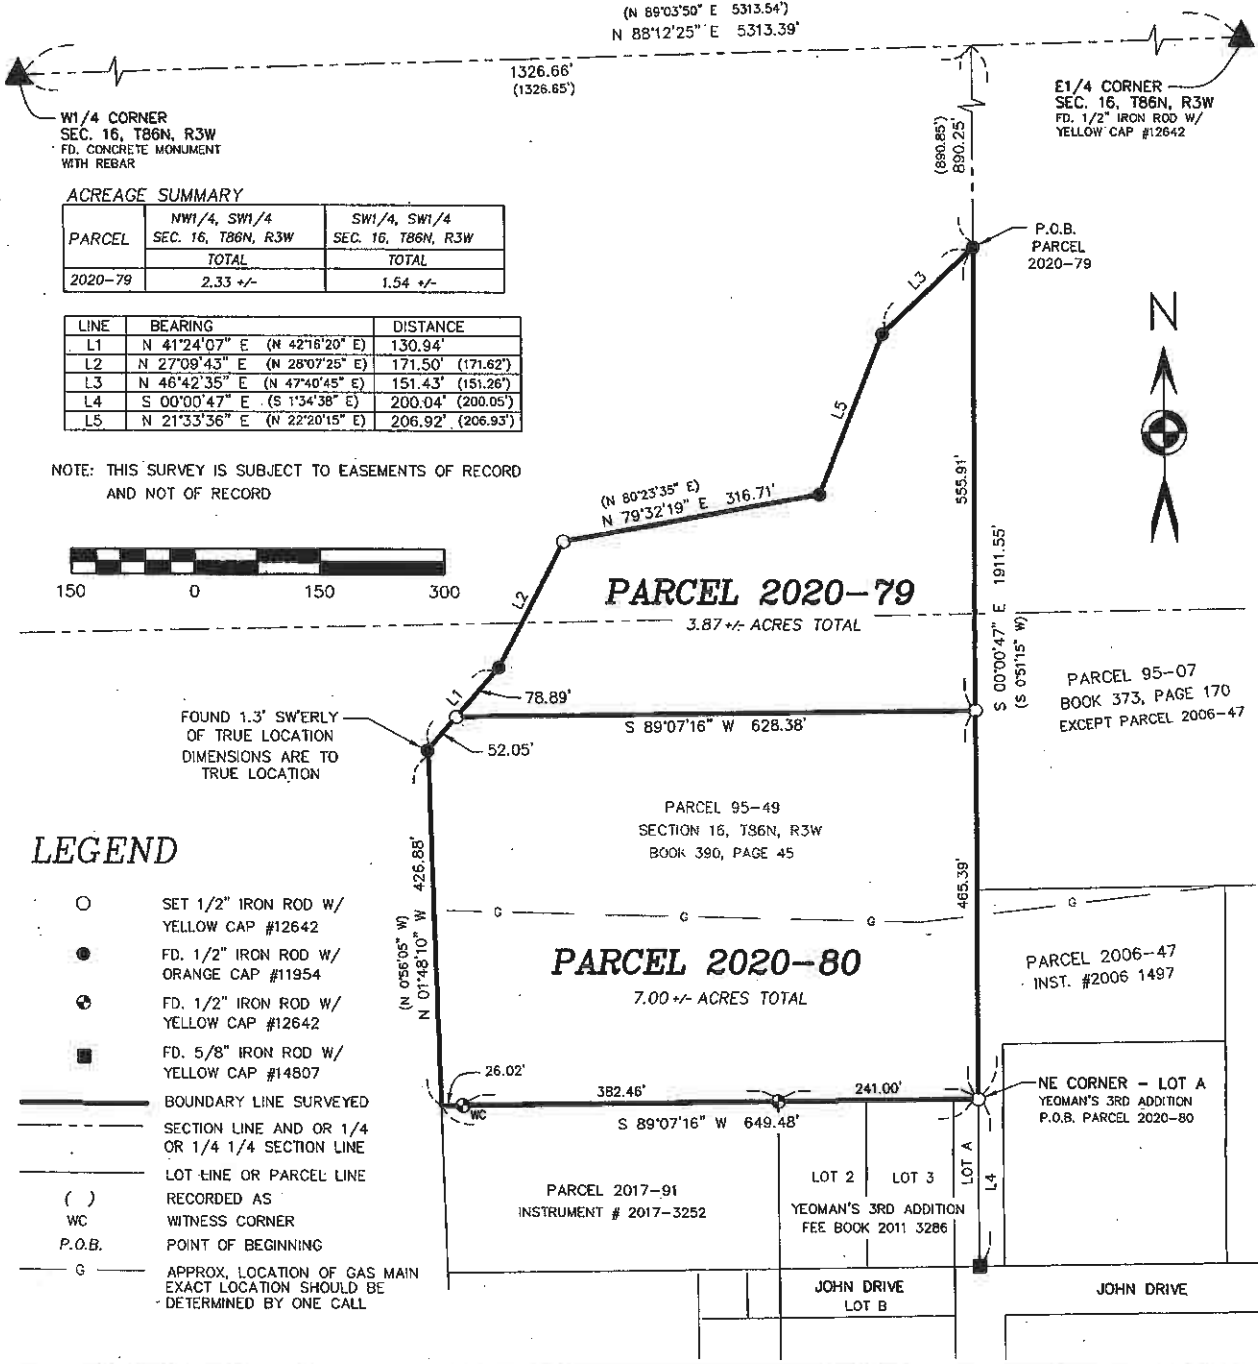 (N 89°03'50" E 5313.54')
N 88°12'25" E 5313.39'
1326.66'
(1326.65')
W1/4 CORNER
SEC. 16, T86N, R3W
FD. CONCRETE MONUMENT
WITH REBAR
E1/4 CORNER
SEC. 16, T86N, R3W
FD. 1/2" IRON ROD W/
YELLOW CAP #12642
(890.85')
890.25'
ACREAGE SUMMARY
PARCEL
NW1/4, SW1/4
SEC. 16, T86N, R3W
SW1/4, SW1/4
SEC. 16, T86N, R3W
TOTAL TOTAL
2020-79 2.33 +/- 1.54 +/-
P.O.B.
PARCEL
2020-79
LINE BEARING DISTANCE
L1 N 41°24'07" E (N 42°16'20" E) 130.94'
L2 N 27°09'43" E (N 28°07'25" E) 171.50' (171.62')
L3 N 46°42'35" E (N 47°40'45" E) 151.43' (151.26')
L4 S 00°00'47" E (S 1°34'38" E) 200.04' (200.05')
L5 N 21°33'36" E (N 22°20'15" E) 206.92' (206.93')
L3
L5
N
NOTE: THIS SURVEY IS SUBJECT TO EASEMENTS OF RECORD
AND NOT OF RECORD
(N 80°23'35" E)
N 79°32'19" E 316.71'
555.91'
150 0 150 300
L2
PARCEL 2020-79
3.87 +/- ACRES TOTAL
S 00°00'47" E 1911.55'
(S 0°51'15" W)
PARCEL 95-07
BOOK 373, PAGE 170
EXCEPT PARCEL 2006-47
L1
78.89'
S 89°07'16" W 628.38'
52.05'
FOUND 1.3' SW'ERLY
OF TRUE LOCATION
DIMENSIONS ARE TO
TRUE LOCATION
PARCEL 95-49
SECTION 16, T86N, R3W
BOOK 390, PAGE 45
(N 0°56'05" W)
N 01°48'10" W 426.88'
465.39'
G G G G
PARCEL 2020-80
7.00 +/- ACRES TOTAL
PARCEL 2006-47
INST. #2006 1497
LEGEND
SET 1/2" IRON ROD W/
YELLOW CAP #12642
FD. 1/2" IRON ROD W/
ORANGE CAP #11954
FD. 1/2" IRON ROD W/
YELLOW CAP #12642
FD. 5/8" IRON ROD W/
YELLOW CAP #14807
BOUNDARY LINE SURVEYED
SECTION LINE AND OR 1/4
OR 1/4 1/4 SECTION LINE
LOT LINE OR PARCEL LINE
( ) RECORDED AS
WC WITNESS CORNER
P.O.B. POINT OF BEGINNING
G APPROX, LOCATION OF GAS MAIN
EXACT LOCATION SHOULD BE
DETERMINED BY ONE CALL
26.02'
WC
382.46'
241.00'
S 89°07'16" W 649.48'
NE CORNER - LOT A
YEOMAN'S 3RD ADDITION
P.O.B. PARCEL 2020-80
PARCEL 2017-91
INSTRUMENT # 2017-3252
LOT 2 LOT 3
LOT A
L4
YEOMAN'S 3RD ADDITION
FEE BOOK 2011 3286
JOHN DRIVE
LOT B
JOHN DRIVE